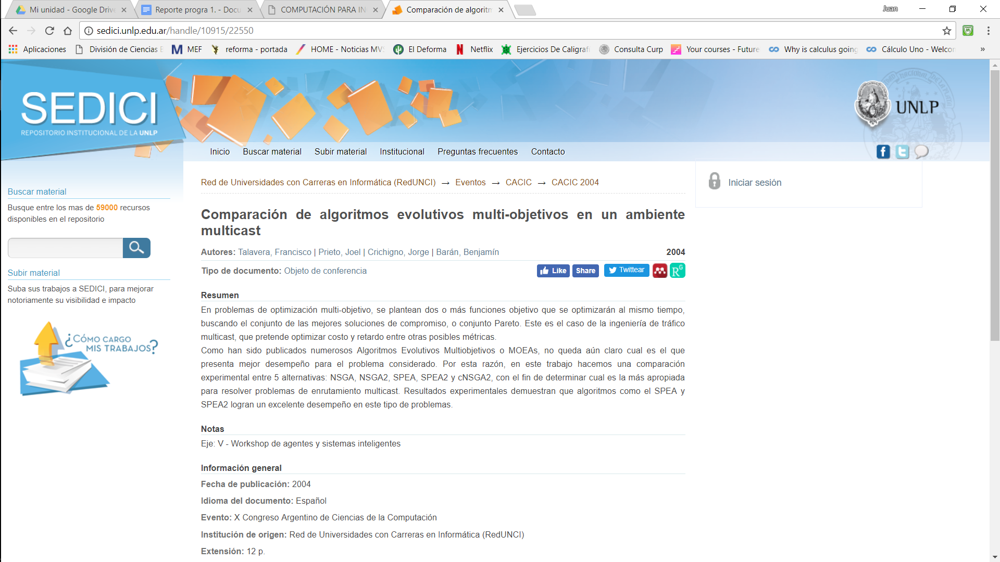 Mi unidad - Google Drive
Reporte progra 1. - Docu
COMPUTACIÓN PARA IN
Comparación de algoritm
Juan
sedici.unlp.edu.ar/handle/10915/22550
Aplicaciones
División de Ciencias B
MEF
reforma - portada
HOME - Noticias MVS
El Deforma
Netflix
Ejercicios De Caligrafí
Consulta Curp
Your courses - Future
Why is calculus going
Cálculo Uno - Welcor
»
SEDICI
REPOSITORIO INSTITUCIONAL DE LA UNLP
UNLP
Inicio
Buscar material
Subir material
Institucional
Preguntas frecuentes
Contacto
Buscar material
Busque entre los mas de 59000 recursos
disponibles en el repositorio
Subir material
Suba sus trabajos a SEDICI, para mejorar
notoriamente su visibilidad e impacto
¿CÓMO CARGO
MIS TRABAJOS?
Red de Universidades con Carreras en Informática (RedUNCI) → Eventos → CACIC → CACIC 2004
Comparación de algoritmos evolutivos multi-objetivos en un ambiente
multicast
Autores: Talavera, Francisco | Prieto, Joel | Crichigno, Jorge | Barán, Benjamín
2004
Tipo de documento: Objeto de conferencia
Like
Share
Twittear
RG
Resumen
En problemas de optimización multi-objetivo, se plantean dos o más funciones objetivo que se optimizarán al mismo tiempo,
buscando el conjunto de las mejores soluciones de compromiso, o conjunto Pareto. Este es el caso de la ingeniería de tráfico
multicast, que pretende optimizar costo y retardo entre otras posibles métricas.
Como han sido publicados numerosos Algoritmos Evolutivos Multiobjetivos o MOEAs, no queda aún claro cual es el que
presenta mejor desempeño para el problema considerado. Por esta razón, en este trabajo hacemos una comparación
experimental entre 5 alternativas: NSGA, NSGA2, SPEA, SPEA2 y cNSGA2, con el fin de determinar cual es la más apropiada
para resolver problemas de enrutamiento multicast. Resultados experimentales demuestran que algoritmos como el SPEA y
SPEA2 logran un excelente desempeño en este tipo de problemas.
Notas
Eje: V - Workshop de agentes y sistemas inteligentes
Información general
Fecha de publicación: 2004
Idioma del documento: Español
Evento: X Congreso Argentino de Ciencias de la Computación
Institución de origen: Red de Universidades con Carreras en Informática (RedUNCI)
Extensión: 12 p.
Iniciar sesión